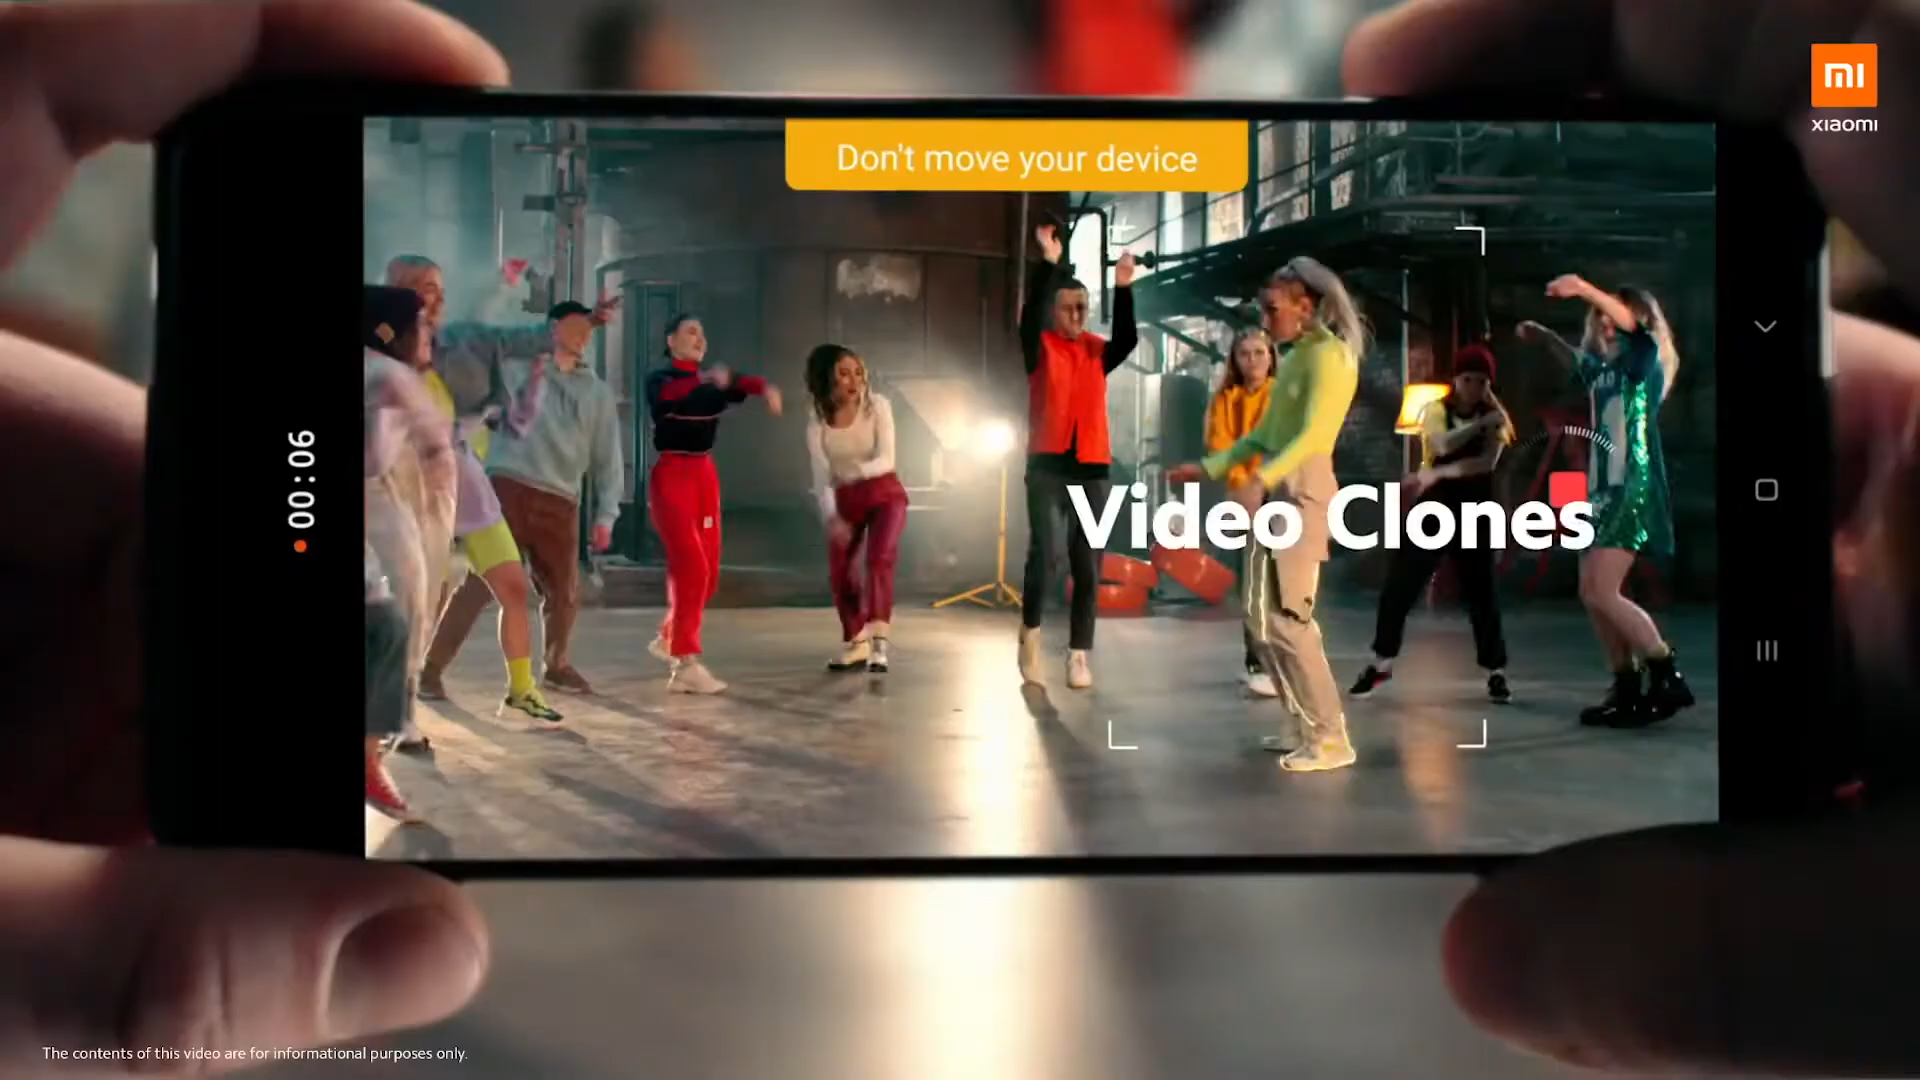 mi
xiaomi
Don't move your device
00:06
Video Clones
The contents of this video are for informational purposes only.